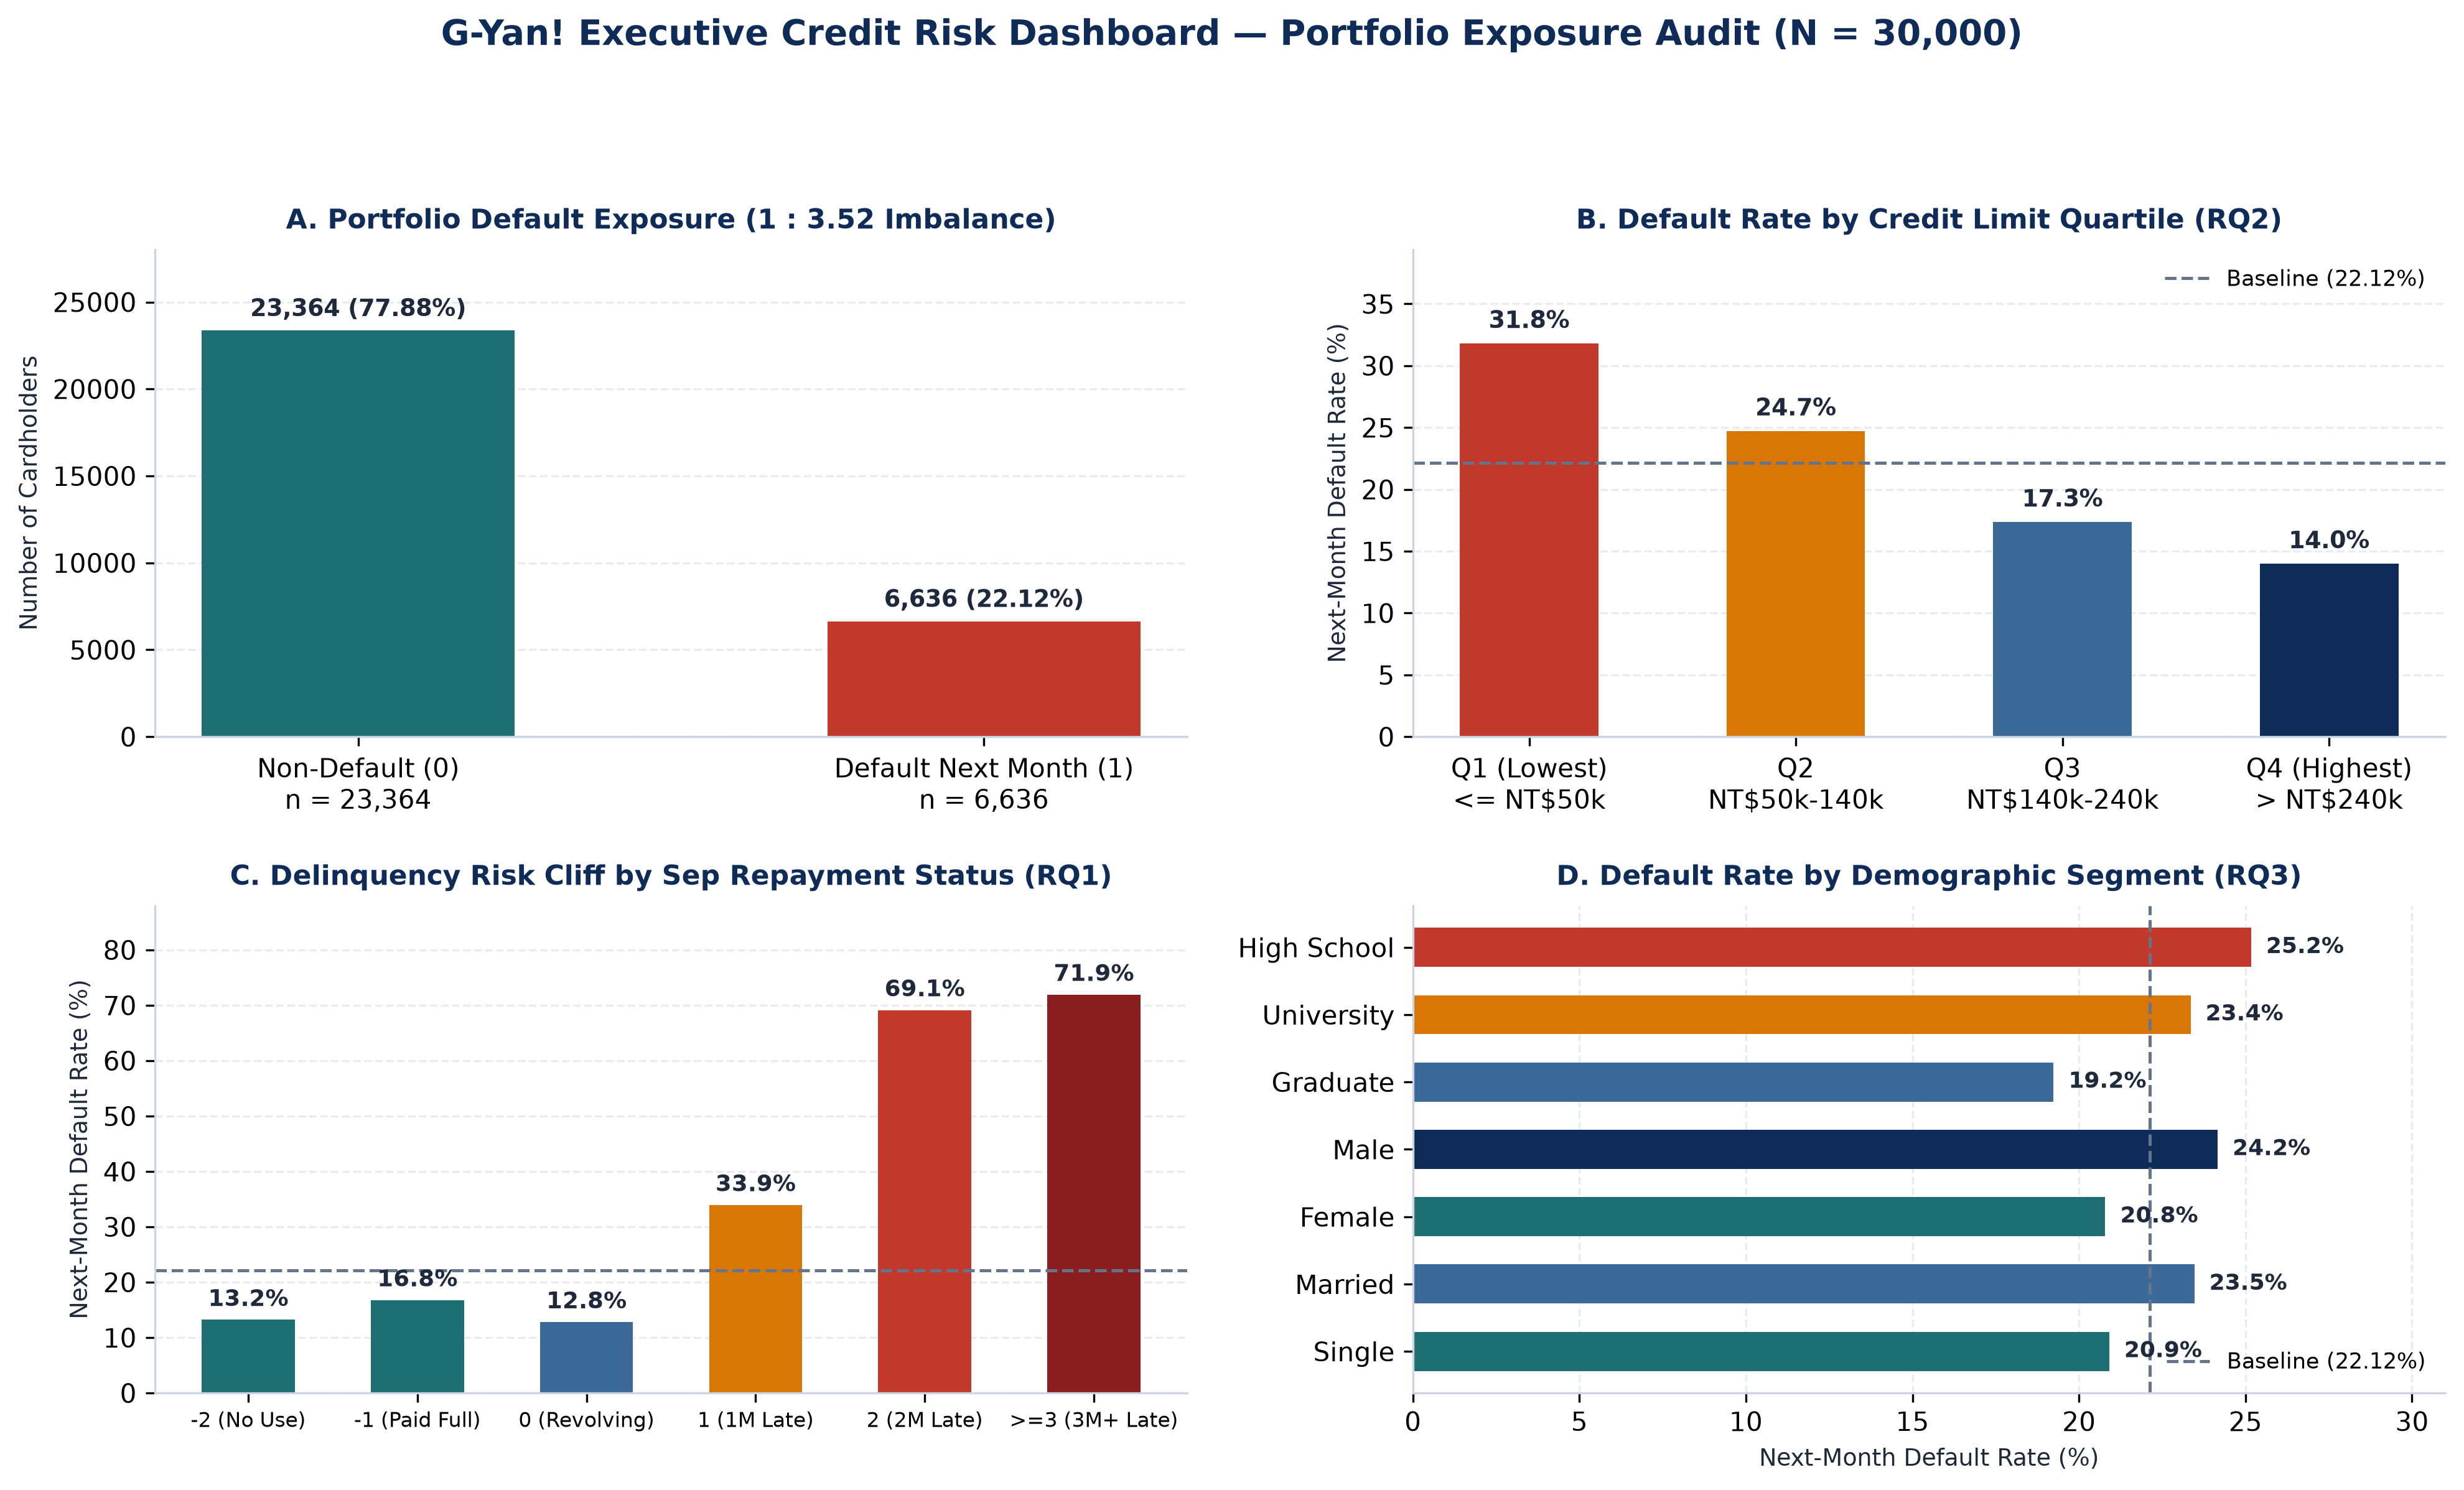 G-Yan! Executive Credit Risk Dashboard — Portfolio Exposure Audit (N = 30,000)
A. Portfolio Default Exposure (1 : 3.52 Imbalance)
Number of Cardholders
25000
20000
15000
10000
5000
0
23,364 (77.88%)
6,636 (22.12%)
Non-Default (0)
n = 23,364
Default Next Month (1)
n = 6,636
B. Default Rate by Credit Limit Quartile (RQ2)
Baseline (22.12%)
Next-Month Default Rate (%)
35
30
25
20
15
10
5
0
31.8%
24.7%
17.3%
14.0%
Q1 (Lowest)
<= NT$50k
Q2
NT$50k-140k
Q3
NT$140k-240k
Q4 (Highest)
> NT$240k
C. Delinquency Risk Cliff by Sep Repayment Status (RQ1)
Next-Month Default Rate (%)
80
70
60
50
40
30
20
10
0
13.2%
16.8%
12.8%
33.9%
69.1%
71.9%
-2 (No Use)
-1 (Paid Full)
0 (Revolving)
1 (1M Late)
2 (2M Late)
>=3 (3M+ Late)
D. Default Rate by Demographic Segment (RQ3)
High School
25.2%
University
23.4%
Graduate
19.2%
Male
24.2%
Female
20.8%
Married
23.5%
Single
20.9%
Baseline (22.12%)
0
5
10
15
20
25
30
Next-Month Default Rate (%)